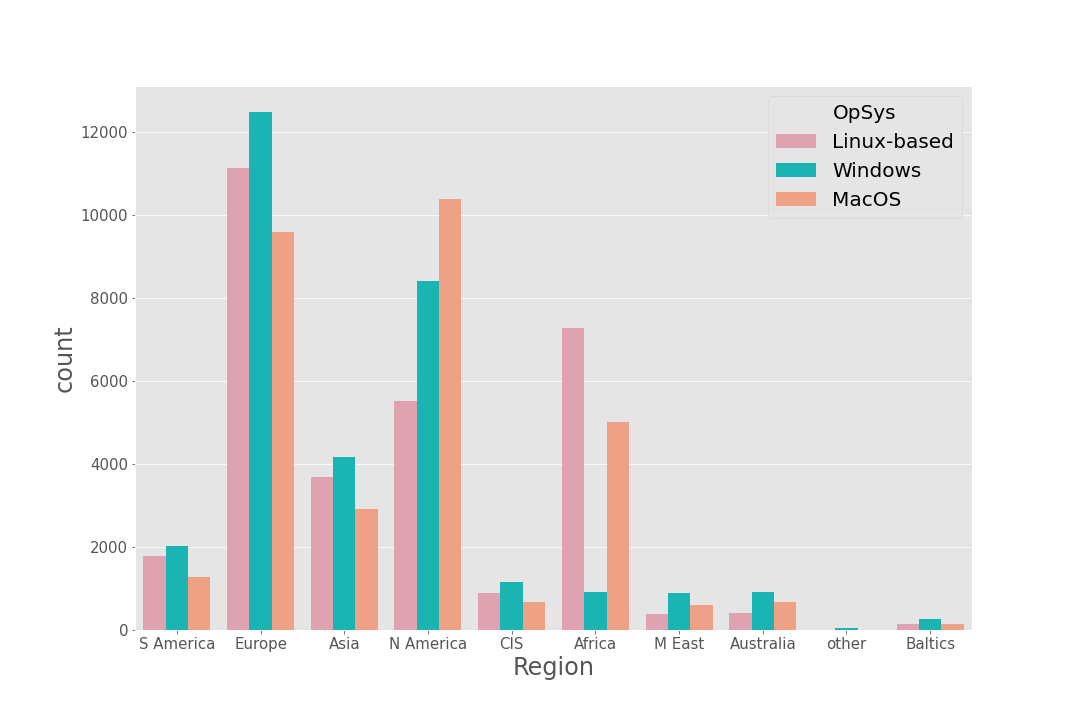 OpSys
Linux-based
Windows
MacOS
12000
10000
8000
6000
4000
2000
0
count
S America Europe Asia N America CIS Africa M East Australia other Baltics
Region